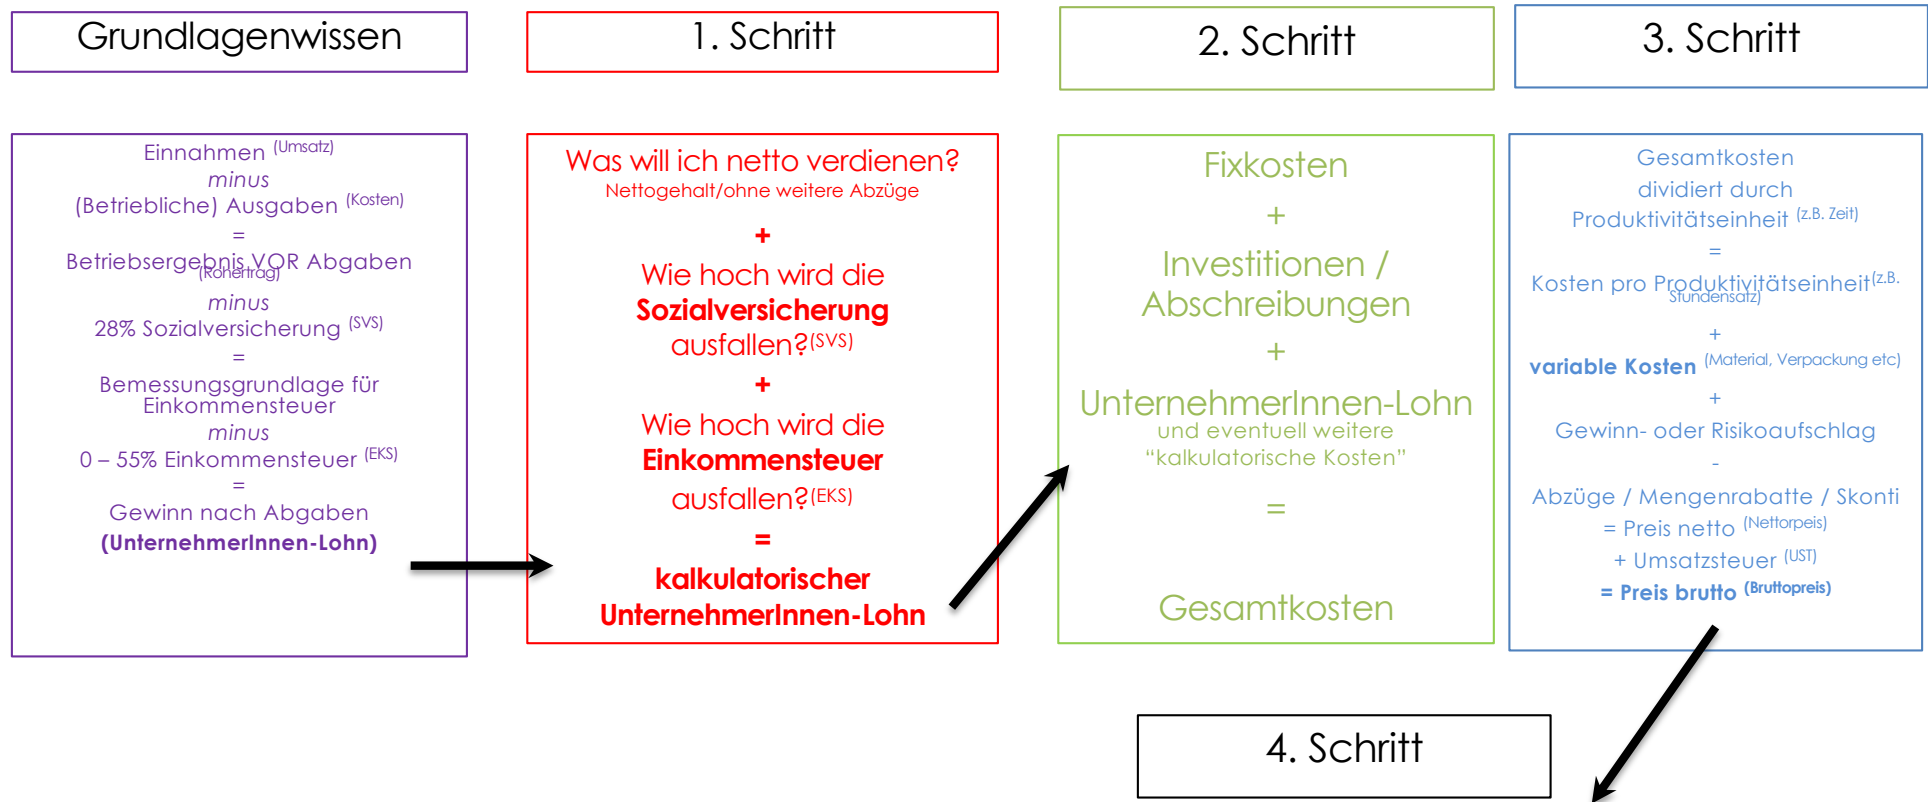 Grundlagenwissen
Einnahmen (Umsatz)
minus
(Betriebliche) Ausgaben (Kosten)
=
Betriebsergebnis VOR Abgaben
(Rohertrag)
minus
28% Sozialversicherung (SVS)
=
Bemessungsgrundlage für
Einkommensteuer
minus
0 – 55% Einkommensteuer (EKS)
=
Gewinn nach Abgaben
(UnternehmerInnen-Lohn)
1. Schritt
Was will ich netto verdienen?
Nettogehalt/ohne weitere Abzüge
+
Wie hoch wird die
Sozialversicherung
ausfallen?(SVS)
+
Wie hoch wird die
Einkommensteuer
ausfallen?(EKS)
=
kalkulatorischer
UnternehmerInnen-Lohn
2. Schritt
Fixkosten
+
Investitionen /
Abschreibungen
+
UnternehmerInnen-Lohn
und eventuell weitere
“kalkulatorische Kosten”
=
Gesamtkosten
3. Schritt
Gesamtkosten
dividiert durch
Produktivitätseinheit (z.B. Zeit)
=
Kosten pro Produktivitätseinheit(z.B.
Stundensatz)
+
variable Kosten (Material, Verpackung etc)
+
Gewinn- oder Risikoaufschlag
-
Abzüge / Mengenrabatte / Skonti
= Preis netto (Nettorpeis)
+ Umsatzsteuer (UST)
= Preis brutto (Bruttopreis)
4. Schritt